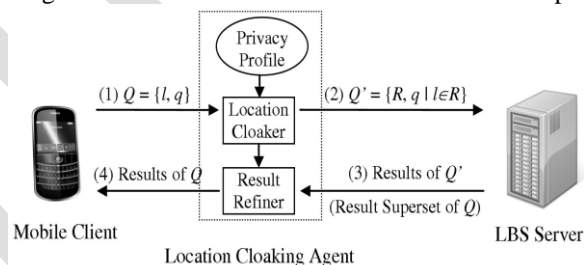 Privacy
Profile
(1) Q = {l, q}
(2) Q’ = {R, q | l∈R}
Location
Cloaker
(4) Results of Q
Result
Refiner
(3) Results of Q’
(Result Superset of Q)
Mobile Client
LBS Server
Location Cloaking Agent